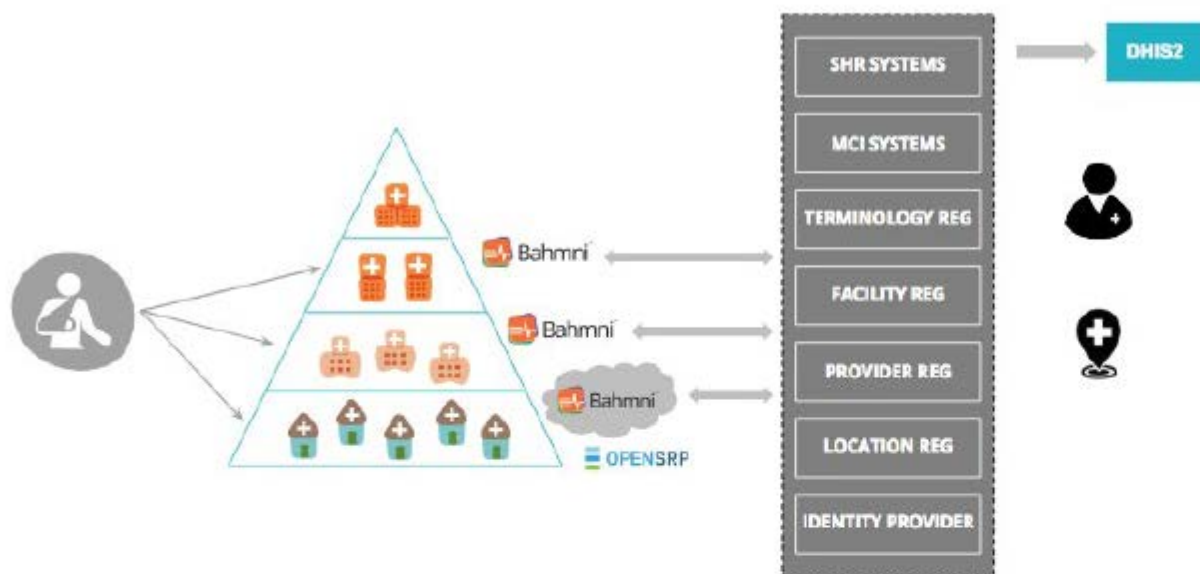 SHR SYSTEMS
DHIS2
MCI SYSTEMS
TERMINOLOGY REG
Bahmni
FACILITY REG
Bahmni
PROVIDER REG
Bahmni
LOCATION REG
OPENSRP
IDENTITY PROVIDER